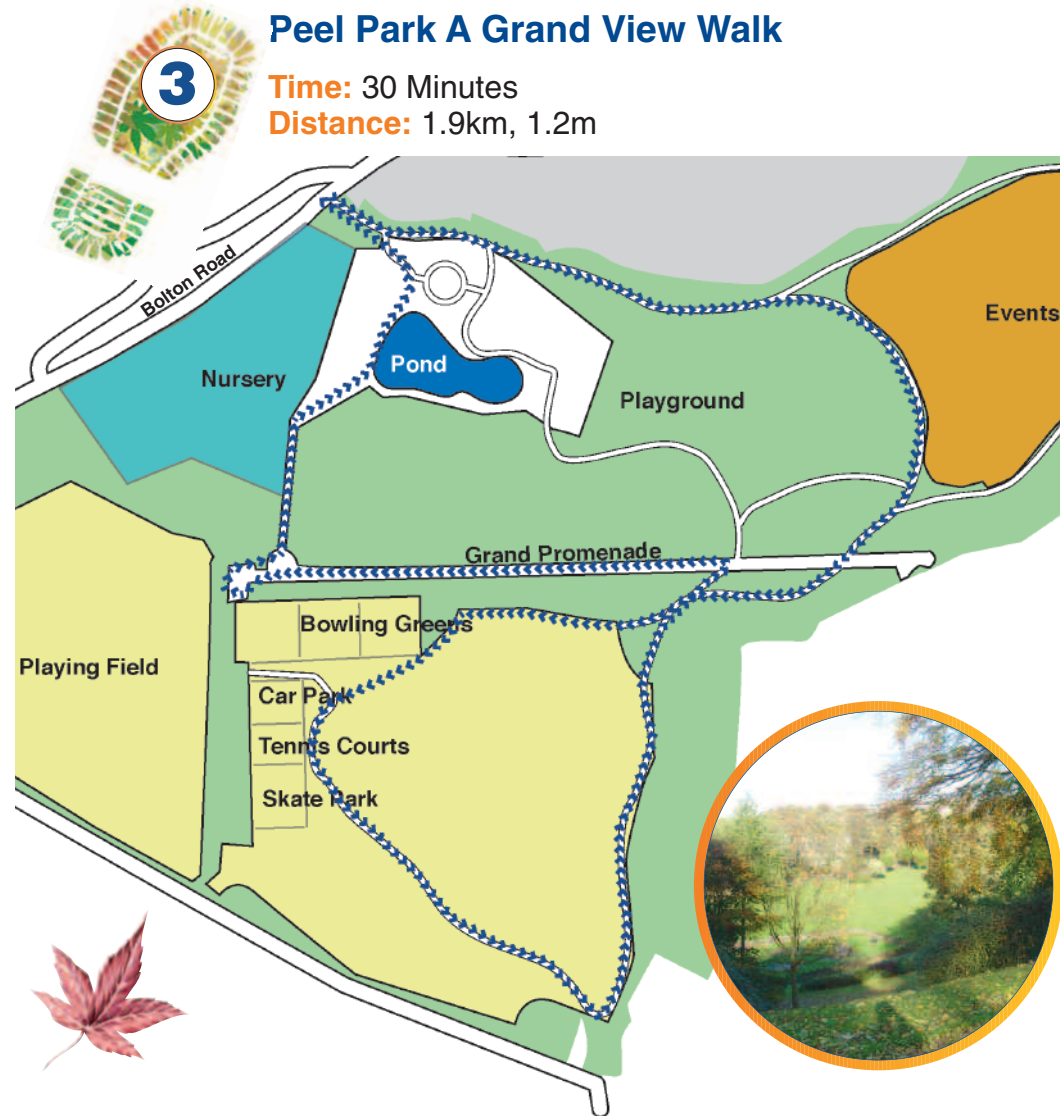 Peel Park A Grand View Walk
3
Time: 30 Minutes
Distance: 1.9km, 1.2m
Bolton Road
Events
Pond
Nursery
Playground
Grand Promenade
Bowling Greens
Playing Field
Car Park
Tennis Courts
Skate Park